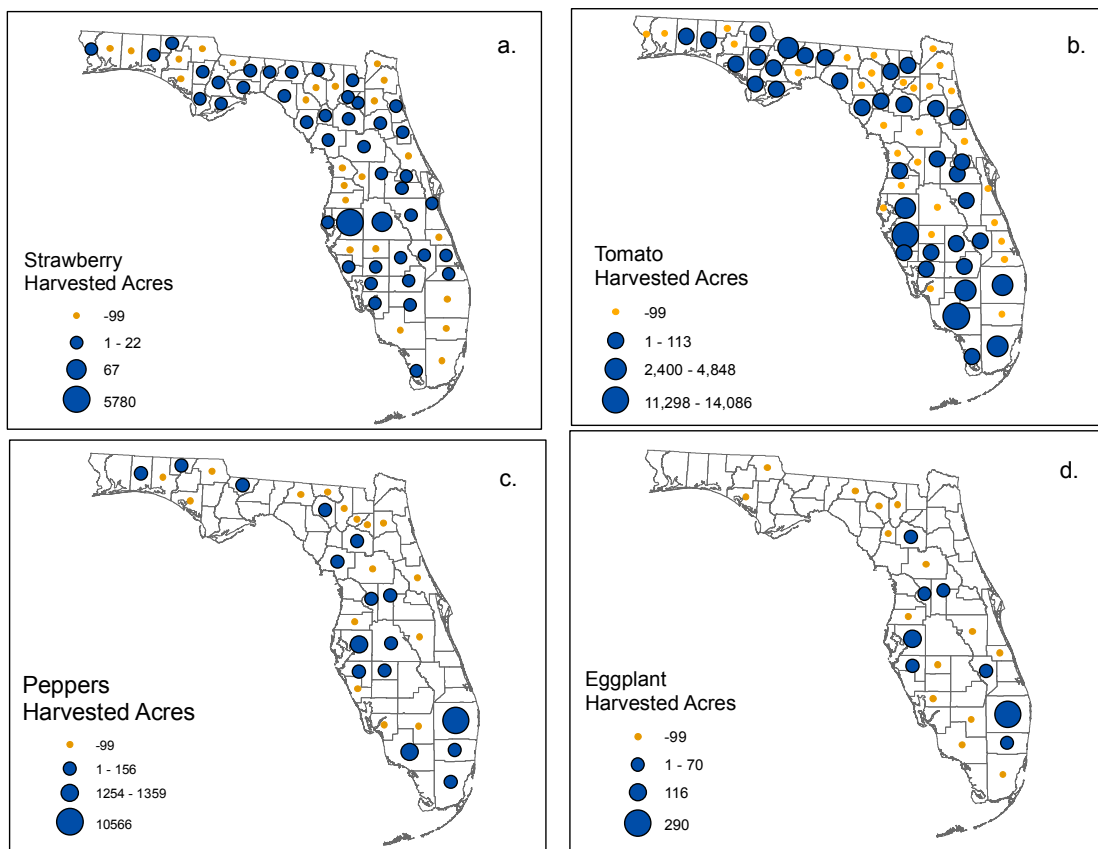 a.
Strawberry
Harvested Acres
-99
1 - 22
67
5780
b.
Tomato
Harvested Acres
-99
1 - 113
2,400 - 4,848
11,298 - 14,086
c.
Peppers
Harvested Acres
-99
1 - 156
1254 - 1359
10566
d.
Eggplant
Harvested Acres
-99
1 - 70
116
290